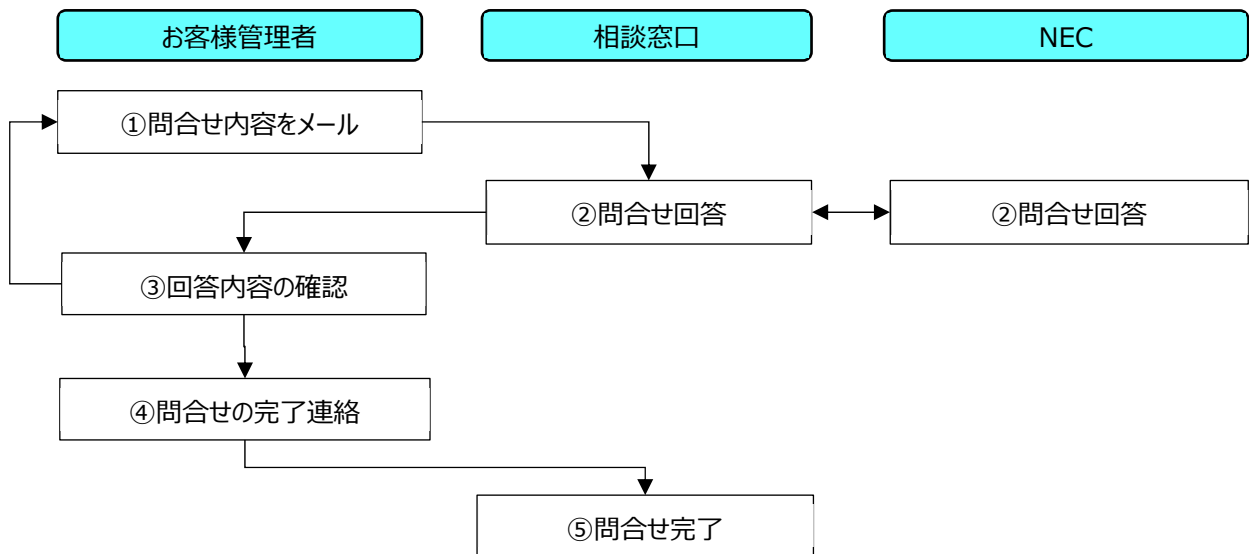 お客様管理者
相談窓口
NEC
①問合せ内容をメール
②問合せ回答
②問合せ回答
③回答内容の確認
④問合せの完了連絡
⑤問合せ完了